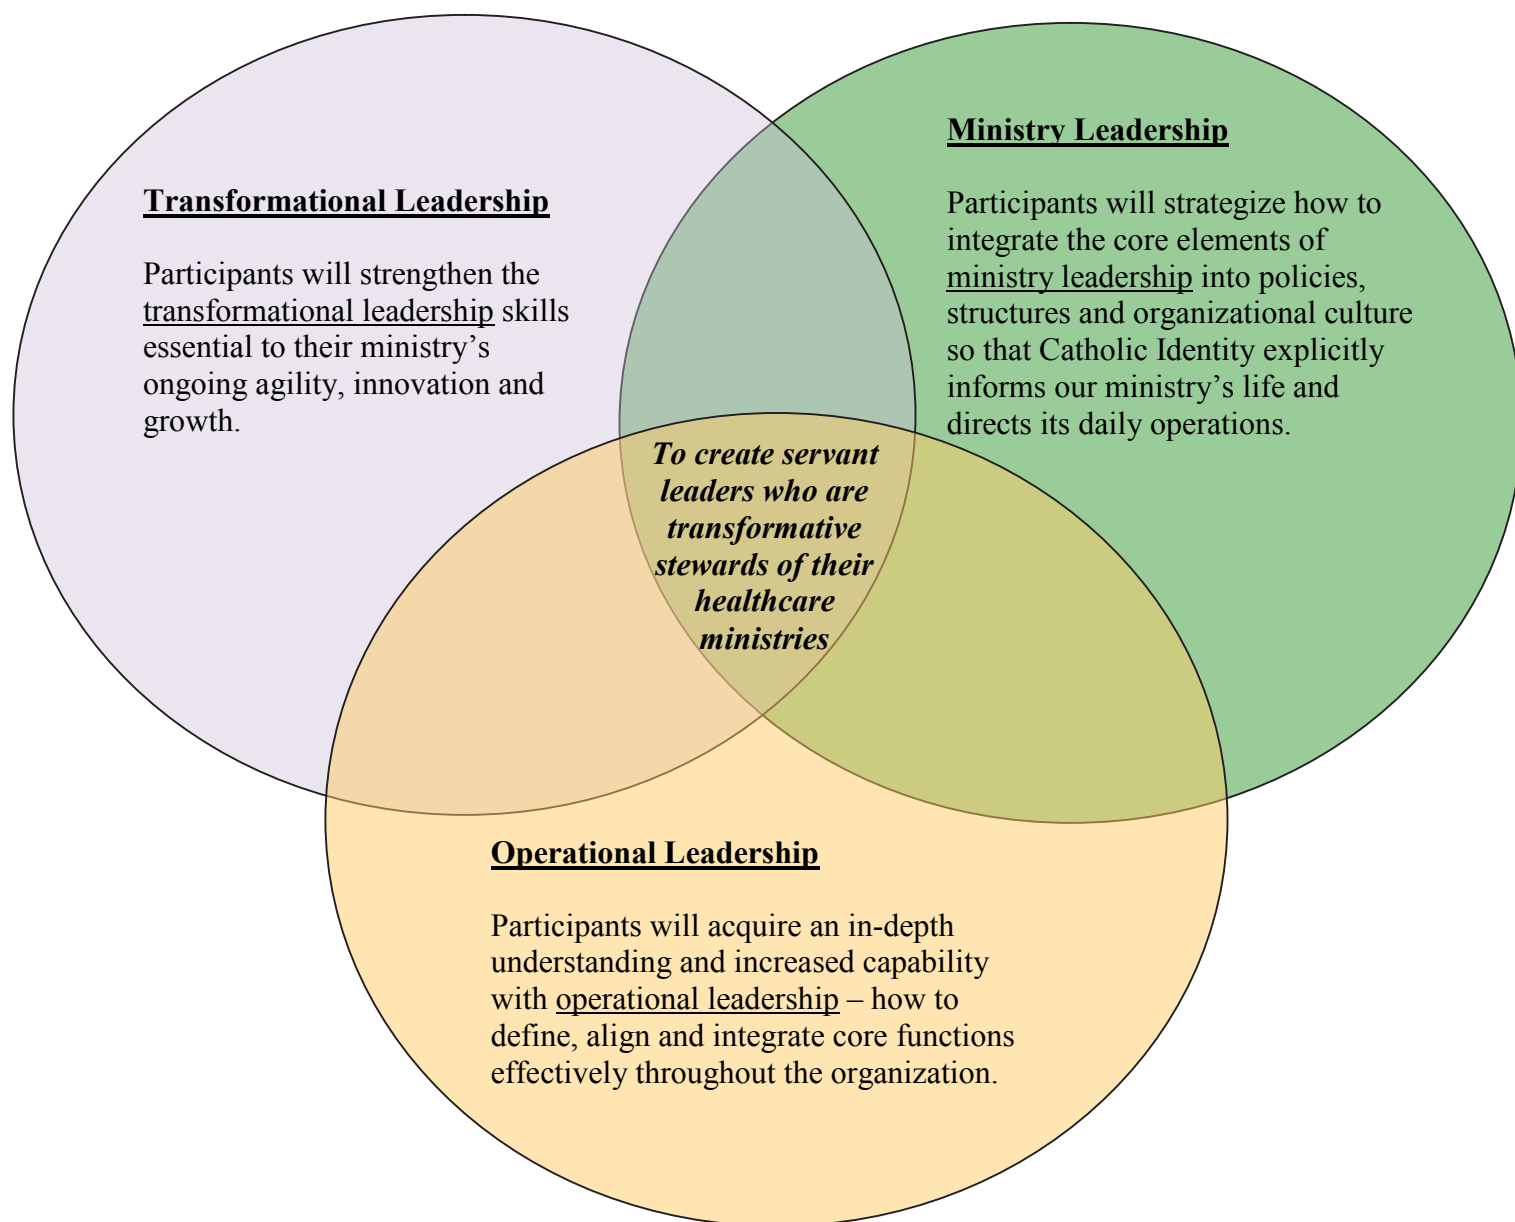 Transformational Leadership
Participants will strengthen the
transformational leadership skills
essential to their ministry’s
ongoing agility, innovation and
growth.
Ministry Leadership
Participants will strategize how to
integrate the core elements of
ministry leadership into policies,
structures and organizational culture
so that Catholic Identity explicitly
informs our ministry’s life and
directs its daily operations.
To create servant
leaders who are
transformative
stewards of their
healthcare
ministries
Operational Leadership
Participants will acquire an in-depth
understanding and increased capability
with operational leadership – how to
define, align and integrate core functions
effectively throughout the organization.